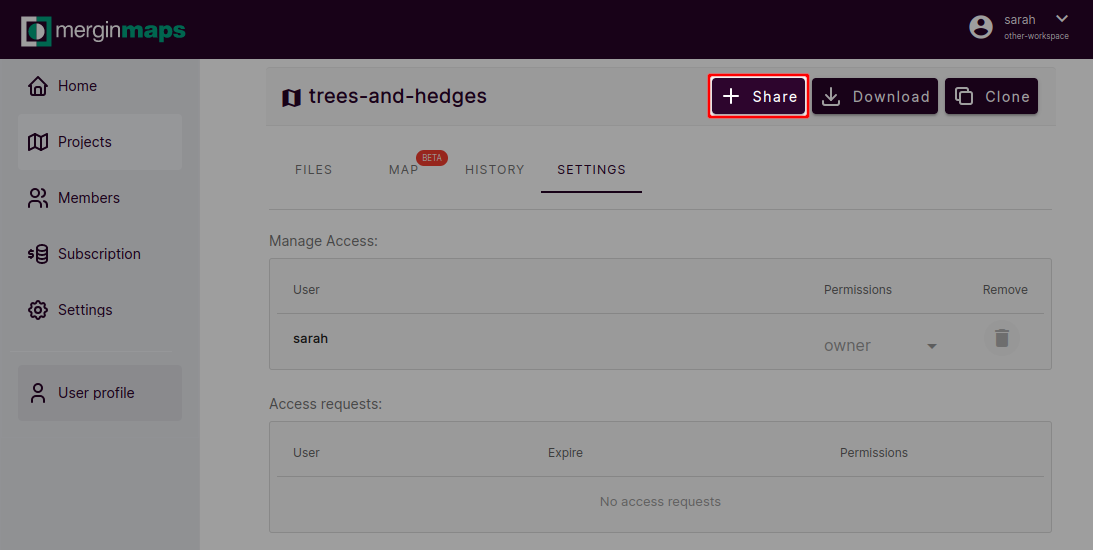 merginmaps
sarah
other-workspace
Home
Projects
Members
Subscription
Settings
User profile
trees-and-hedges
Share
Download
Clone
FILES
MAP
BETA
HISTORY
SETTINGS
Manage Access:
User Permissions Remove
sarah owner
Access requests:
User Expire Permissions
No access requests